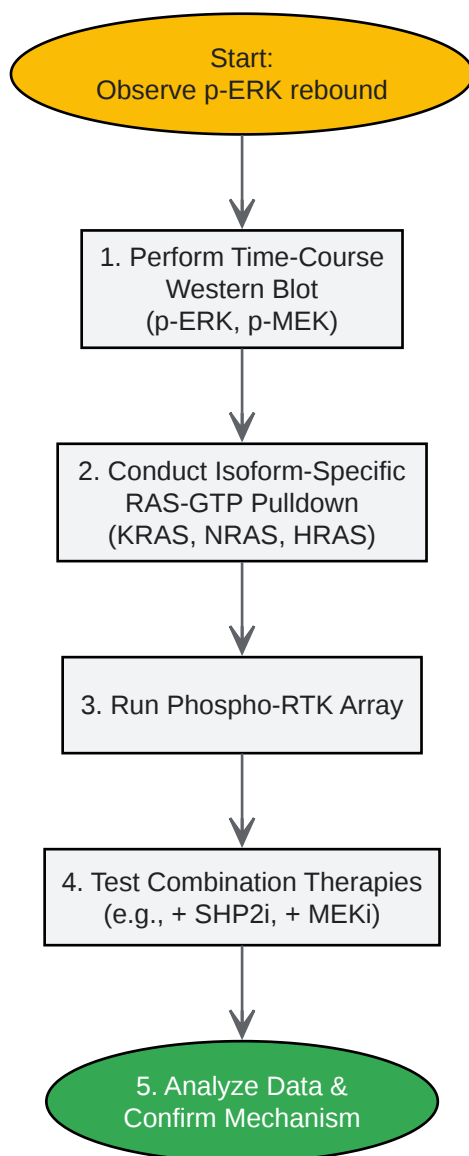 Start:
Observe p-ERK rebound
1. Perform Time-Course
Western Blot
(p-ERK, p-MEK)
2. Conduct Isoform-Specific
RAS-GTP Pulldown
(KRAS, NRAS, HRAS)
3. Run Phospho-RTK Array
4. Test Combination Therapies
(e.g., + SHP2i, + MEKi)
5. Analyze Data &
Confirm Mechanism